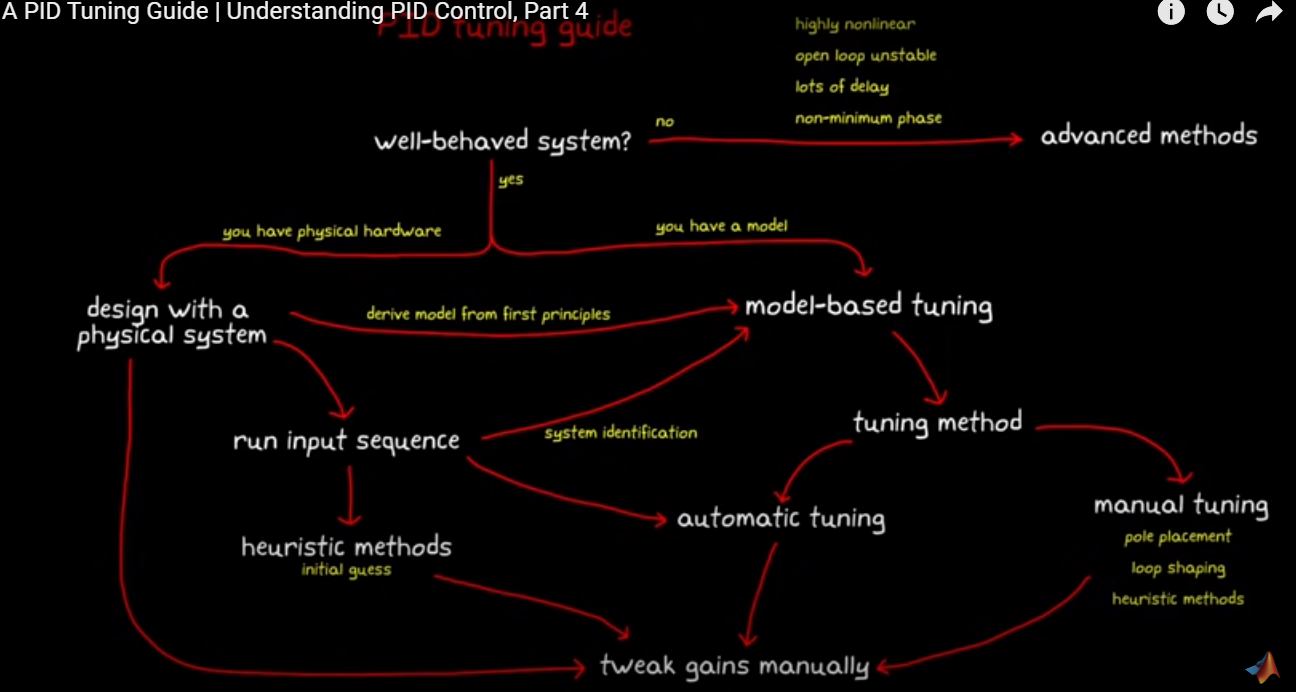 A PID Tuning Guide | Understanding PID Control, Part 4
PID tuning guide
highly nonlinear
open loop unstable
lots of delay
non-minimum phase
well-behaved system?
no
advanced methods
yes
you have physical hardware
you have a model
design with a
physical system
derive model from first principles
model-based tuning
run input sequence
system identification
tuning method
heuristic methods
initial guess
automatic tuning
manual tuning
pole placement
loop shaping
heuristic methods
tweak gains manually